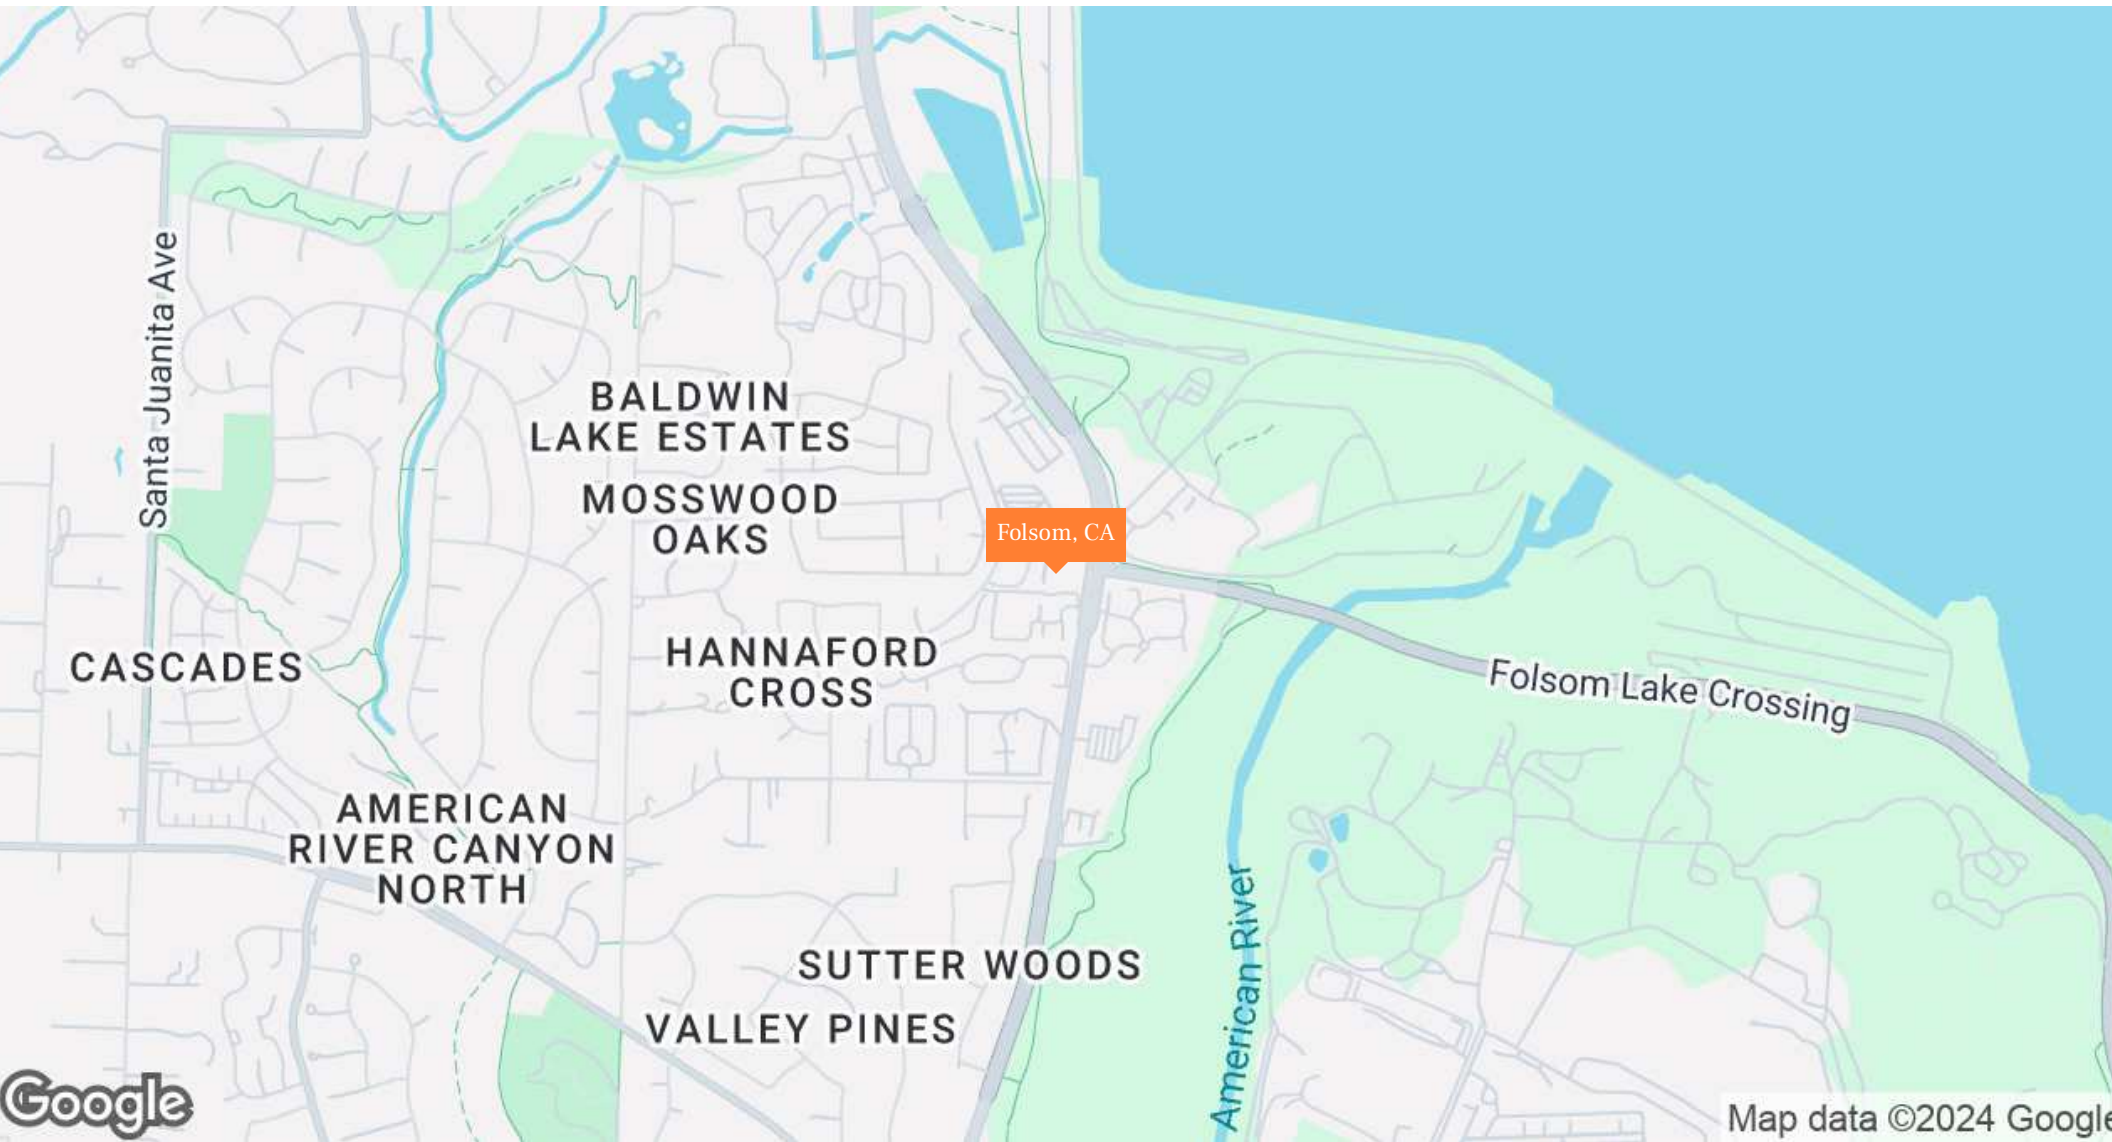 Santa Juanita Ave
BALDWIN
LAKE ESTATES
MOSSWOOD
OAKS
Folsom, CA
HANNAFORD
CROSS
CASCADES
Folsom Lake Crossing
AMERICAN
RIVER CANYON
NORTH
American River
SUTTER WOODS
VALLEY PINES
Google
Map data ©2024 Google